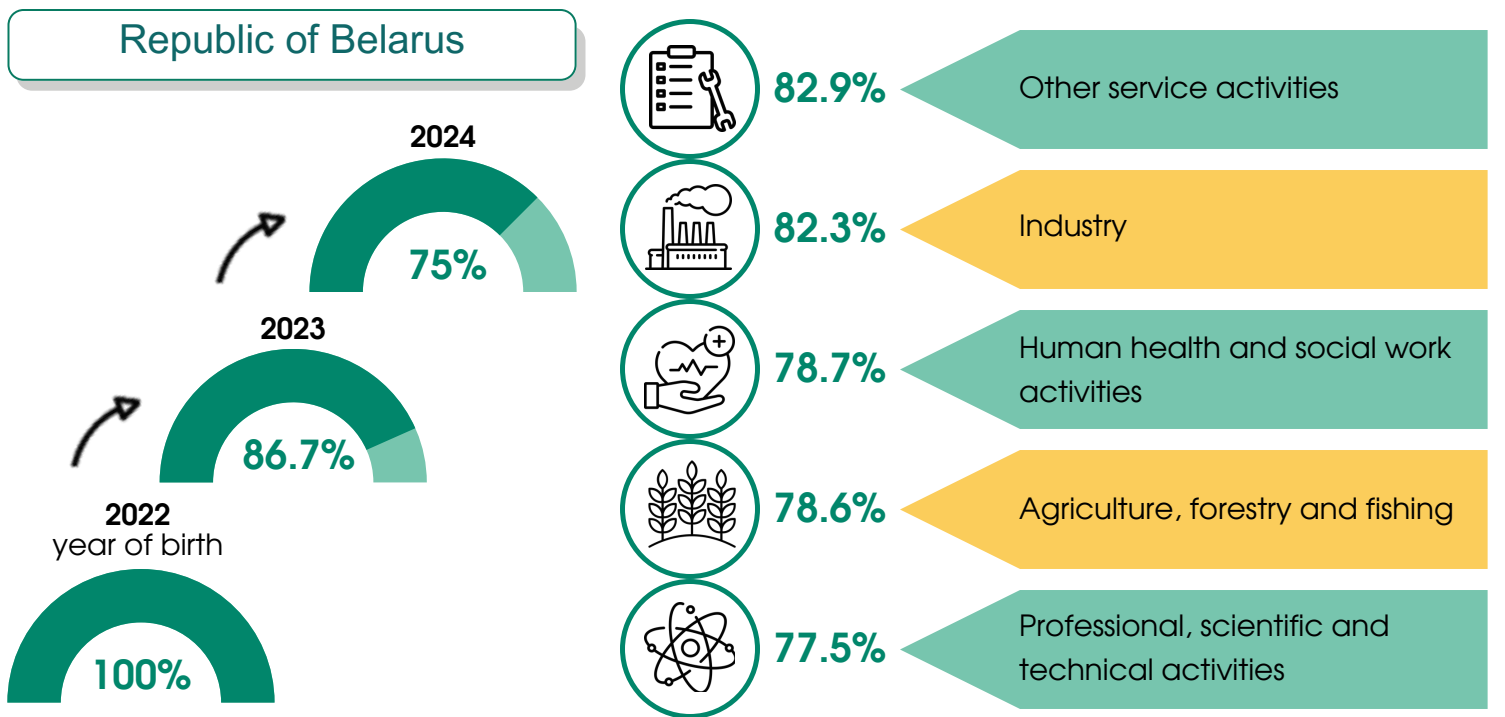 Republic of Belarus
2024
75%
2023
86.7%
2022
year of birth
100%
82.9%
Other service activities
82.3%
Industry
78.7%
Human health and social work
activities
78.6%
Agriculture, forestry and fishing
77.5%
Professional, scientific and
technical activities